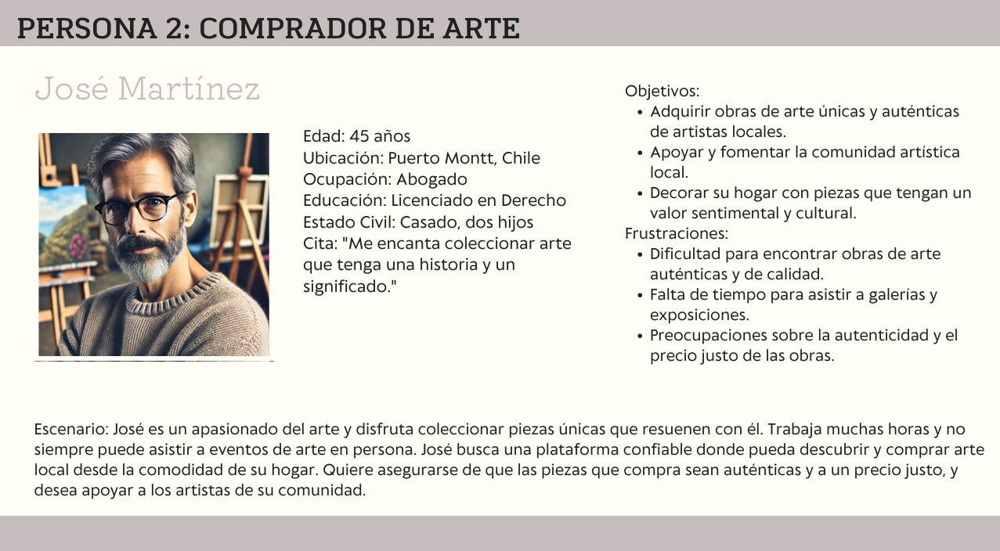 PERSONA 2: COMPRADOR DE ARTE
José Martínez
Edad: 45 años
Ubicación: Puerto Montt, Chile
Ocupación: Abogado
Educación: Licenciado en Derecho
Estado Civil: Casado, dos hijos
Cita: "Me encanta coleccionar arte
que tenga una historia y un
significado."
Objetivos:
• Adquirir obras de arte únicas y auténticas
de artistas locales.
• Apoyar y fomentar la comunidad artística
local.
• Decorar su hogar con piezas que tengan un
valor sentimental y cultural.
Frustraciones:
• Dificultad para encontrar obras de arte
auténticas y de calidad.
• Falta de tiempo para asistir a galerías y
exposiciones.
• Preocupaciones sobre la autenticidad y el
precio justo de las obras.
Escenario: José es un apasionado del arte y disfruta coleccionar piezas únicas que resuenen con él. Trabaja muchas horas y no
siempre puede asistir a eventos de arte en persona. José busca una plataforma confiable donde pueda descubrir y comprar arte
local desde la comodidad de su hogar. Quiere asegurarse de que las piezas que compra sean auténticas y a un precio justo, y
desea apoyar a los artistas de su comunidad.